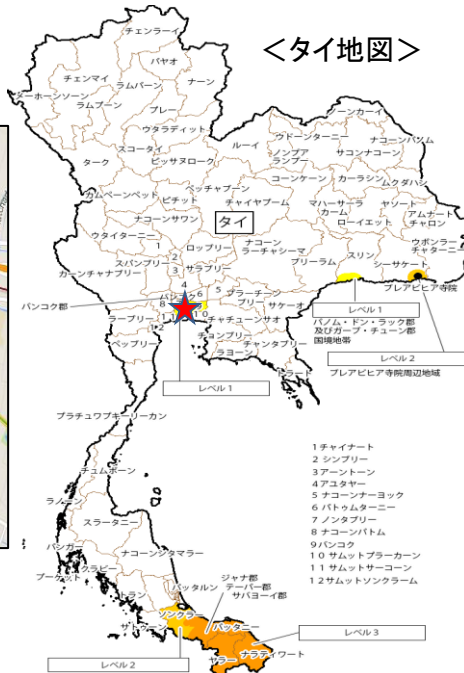 ＜タイ地図＞
チェンラーイ
パヤオ
チェンマイ
ナーン
メーホーンソーン
ラムパーン
ラムプーン
プレー
ウタラディット
ノーンカーイ
スコータイ
ルーイ
ウドーンターニー
ナコーンパノム
ターク
ピッサヌローク
ノンブア
ランプー
サコンナコーン
カムペーンペット
ペッチャブーン
コーンケーン
カーラシン
ムクダハン
ピチット
チャイヤプーム
マハーサーラ
カーム
ヤソートーン
ナコーンサワン
ローイエット
アムナート
チャロン
タイ
ウタイターニー
1
ロッブリー
ナコーン
ラーチャシーマ
ウボンラー
チャターニー
スパンブリー
2
3
サラブリー
ブリーラム
スリン
シーサケート
カーンチャナブリー
4
6
5
プラーチーン
ブリー
プレアビヒア寺院
バンコク郡
8
サケーオ
レベル１
ラーブリー
10
チャチューンサオ
パノム・ドン・ラック郡
及びガープ・チューン郡
国境地帯
12
チョンブリー
チャンタブリー
レベル２
ペッブリー
ラヨーン
プレアビヒア寺院周辺地域
トラード
レベル１
プラチュワプキーリーカン
1 チャイナート
2 シンブリー
3 アーントーン
4 アユタヤー
5 ナコーンナーヨック
6 パトゥムターニー
7 ノンタブリー
8 ナコーンパトム
9 バンコク
10 サムットプラーカーン
11 サムットサーコーン
12 サムットソンクラーム
チュムポーン
ラノーン
スラーターニー
パンガー
ナコーンシタマラー
クラビー
プーケット
トラン
パッタルン
ジャナ郡
テーパー郡
サバヨーイ郡
ソンクラー
サトゥーン
パッタニー
レベル３
ナラティワート
ヤラー
レベル２